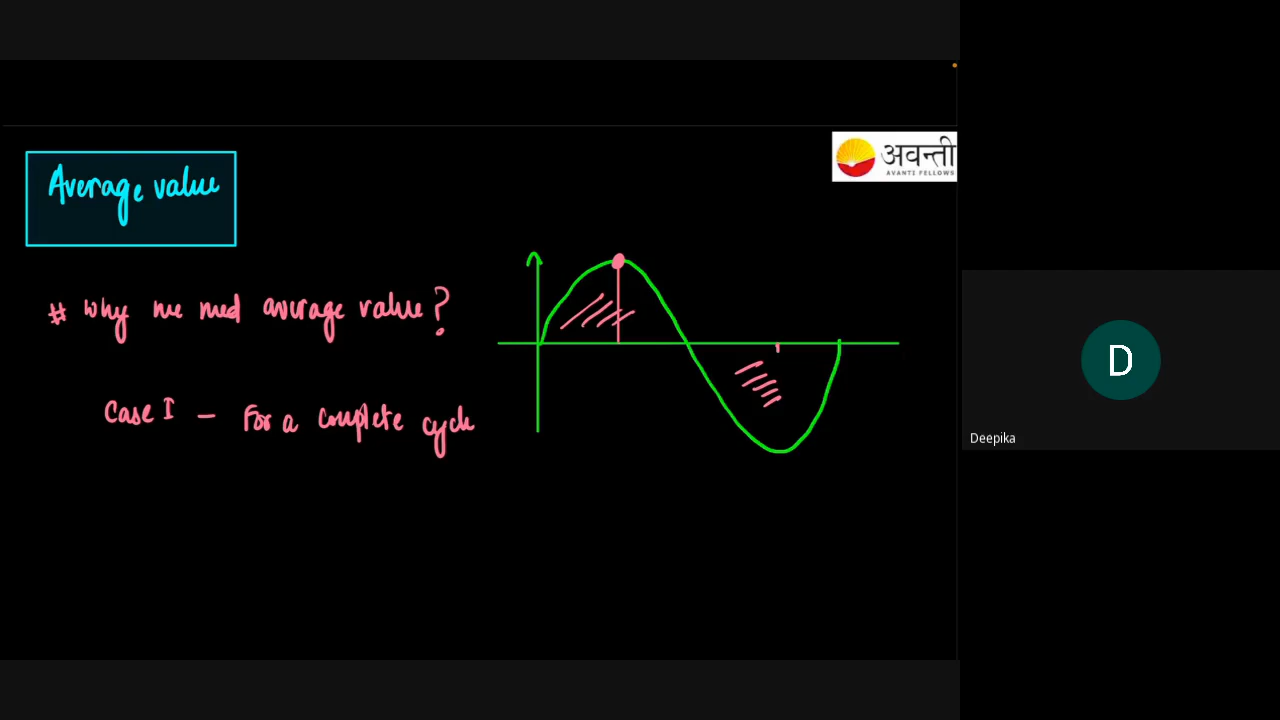 अवन्ती
AVANTI FELLOWS
Average value
# why we need average value?
Case I - For a complete cycle
D
Deepika